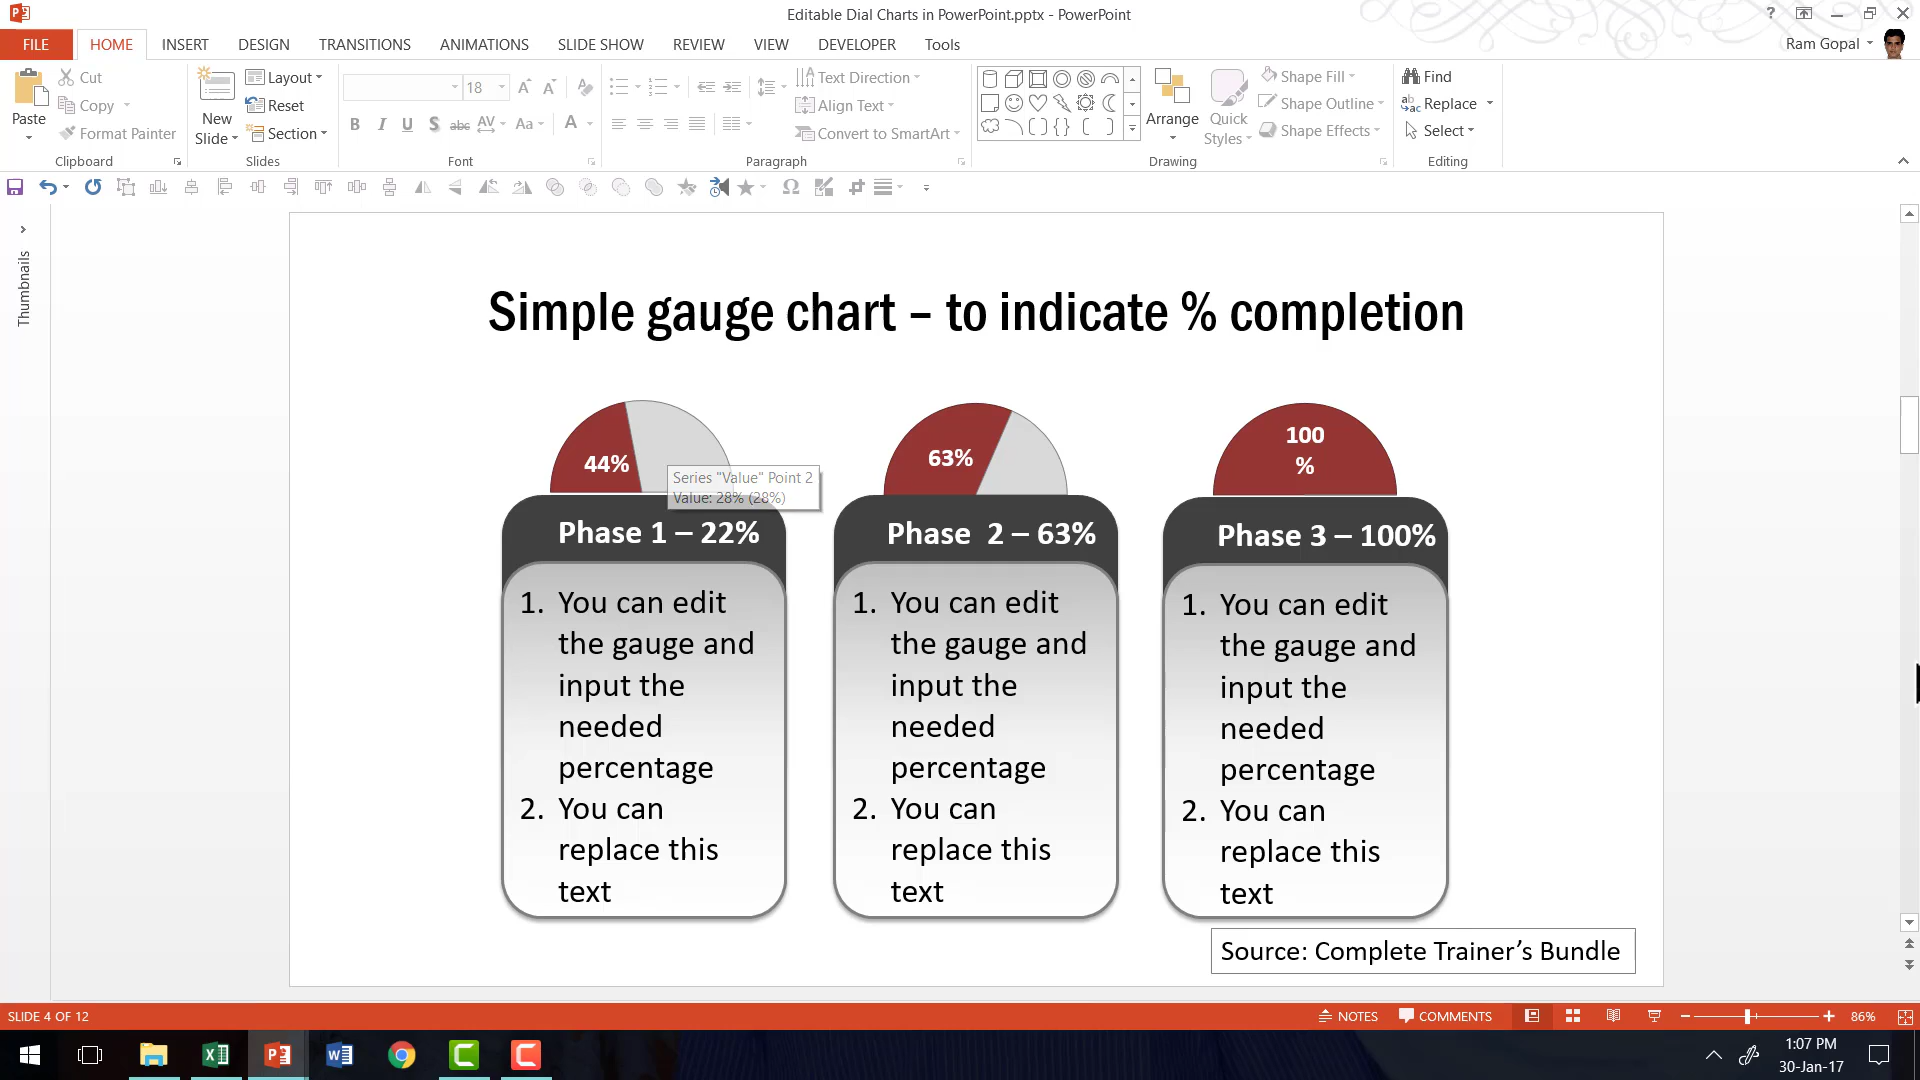 Editable Dial Charts in PowerPoint.pptx - PowerPoint
?
FILE HOME INSERT DESIGN TRANSITIONS ANIMATIONS SLIDE SHOW REVIEW VIEW DEVELOPER Tools Ram Gopal
Paste Cut Copy Format Painter Clipboard
New Slide Layout Reset Section Slides
18 B I U S abc AV Aa A Font
Text Direction Align Text Convert to SmartArt Paragraph
Arrange Quick Styles Shape Fill Shape Outline Shape Effects Drawing
Find Replace Select Editing
Thumbnails
Simple gauge chart – to indicate % completion
44%
Series "Value" Point 2
Value: 28% (28%)
Phase 1 – 22%
1. You can edit
the gauge and
input the
needed
percentage
2. You can
replace this
text
63%
Phase 2 – 63%
1. You can edit
the gauge and
input the
needed
percentage
2. You can
replace this
text
100
%
Phase 3 – 100%
1. You can edit
the gauge and
input the
needed
percentage
2. You can
replace this
text
Source: Complete Trainer’s Bundle
SLIDE 4 OF 12 NOTES COMMENTS 86%
1:07 PM
30-Jan-17